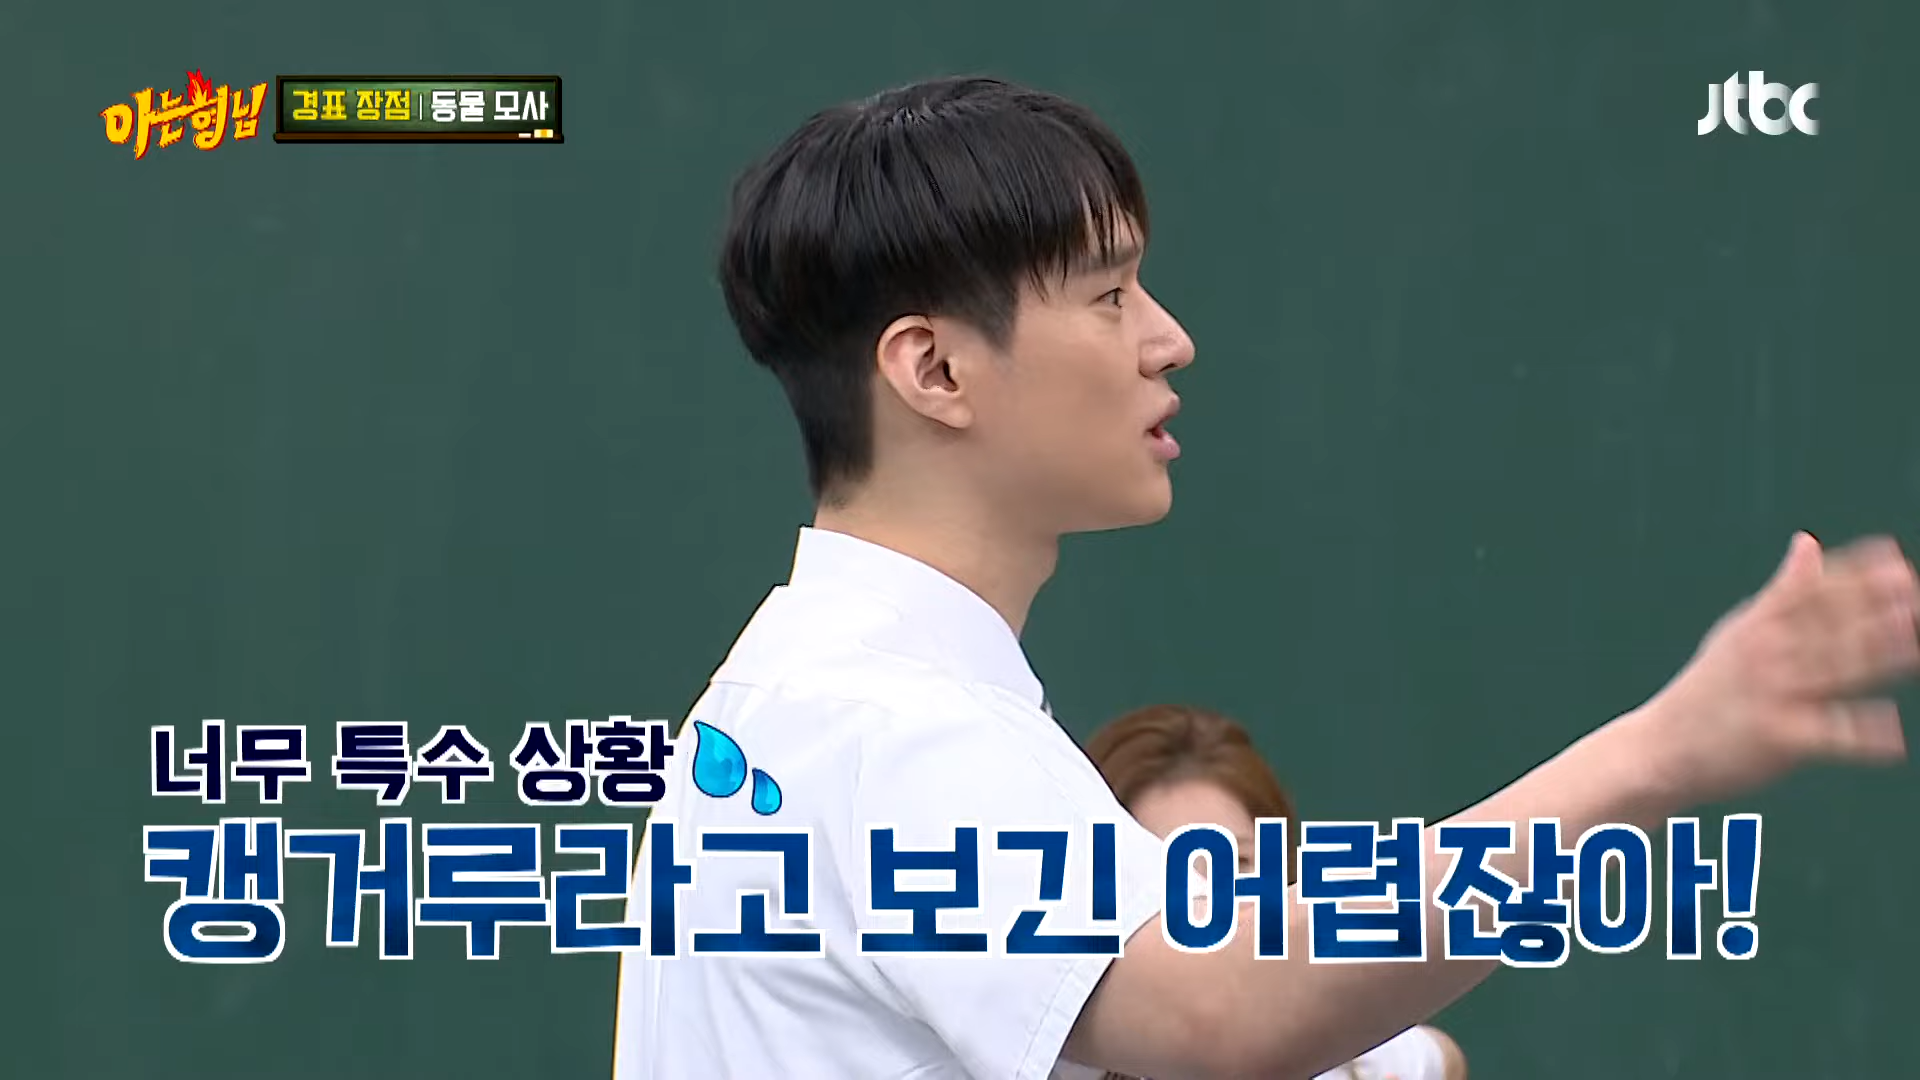 아는형님
경표 장점 | 동물 모사
jtbc
너무 특수 상황
캥거루라고 보긴 어렵잖아!